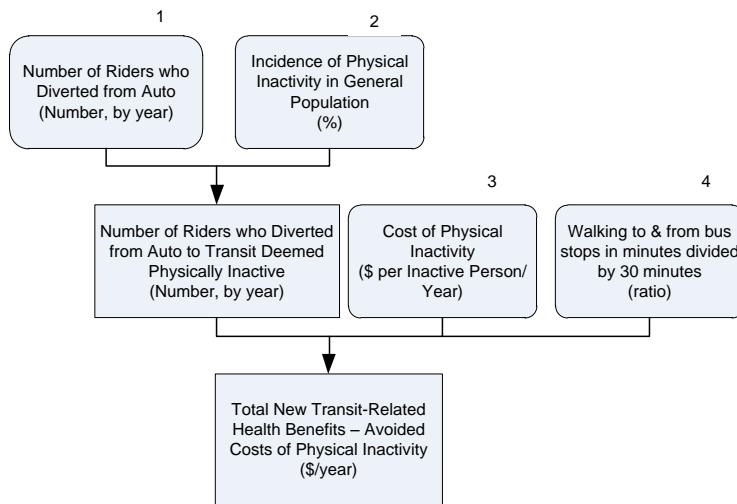 1
2
Number of Riders who
Diverted from Auto
(Number, by year)
Incidence of Physical
Inactivity in General
Population
(%)
3
4
Number of Riders who Diverted
from Auto to Transit Deemed
Physically Inactive
(Number, by year)
Cost of Physical
Inactivity
($ per Inactive Person/
Year)
Walking to & from bus
stops in minutes divided
by 30 minutes
(ratio)
Total New Transit-Related
Health Benefits – Avoided
Costs of Physical Inactivity
($/year)